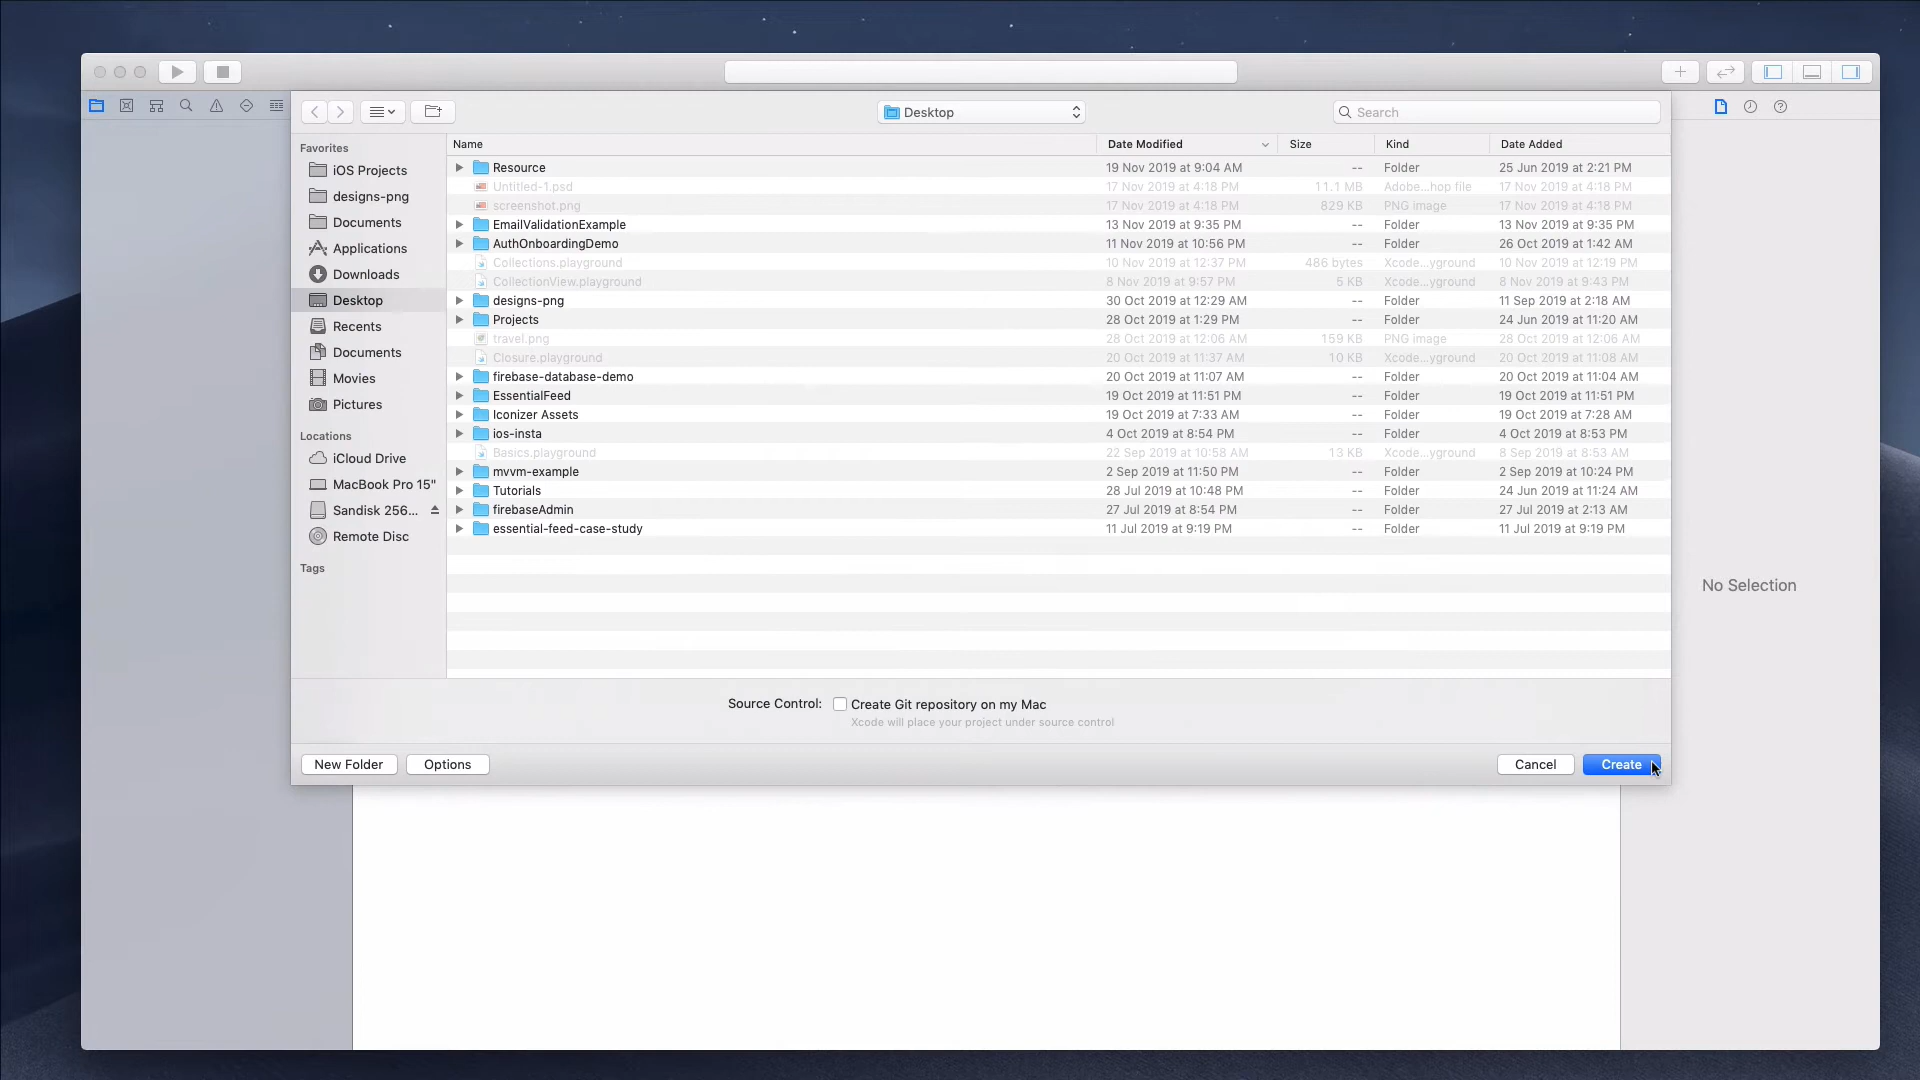 Desktop
Search
Favorites
iOS Projects
designs-png
Documents
Applications
Downloads
Desktop
Recents
Documents
Movies
Pictures
Locations
iCloud Drive
MacBook Pro 15"
Sandisk 256...
Remote Disc
Tags
Name Date Modified Size Kind Date Added
Resource 19 Nov 2019 at 9:04 AM -- Folder 25 Jun 2019 at 2:21 PM
Untitled-1.psd 17 Nov 2019 at 4:18 PM 11.1 MB Adobe...hop file 17 Nov 2019 at 4:18 PM
screenshot.png 17 Nov 2019 at 4:18 PM 829 KB PNG image 17 Nov 2019 at 4:18 PM
EmailValidationExample 13 Nov 2019 at 9:35 PM -- Folder 13 Nov 2019 at 9:35 PM
AuthOnboardingDemo 11 Nov 2019 at 10:56 PM -- Folder 26 Oct 2019 at 1:42 AM
Collections.playground 10 Nov 2019 at 12:37 PM 486 bytes Xcode...yground 10 Nov 2019 at 12:19 PM
CollectionView.playground 8 Nov 2019 at 9:57 PM 5 KB Xcode...yground 8 Nov 2019 at 9:43 PM
designs-png 30 Oct 2019 at 12:29 AM -- Folder 11 Sep 2019 at 2:18 AM
Projects 28 Oct 2019 at 1:29 PM -- Folder 24 Jun 2019 at 11:20 AM
travel.png 28 Oct 2019 at 12:06 AM 159 KB PNG image 28 Oct 2019 at 12:06 AM
Closure.playground 20 Oct 2019 at 11:37 AM 10 KB Xcode...yground 20 Oct 2019 at 11:08 AM
firebase-database-demo 20 Oct 2019 at 11:07 AM -- Folder 20 Oct 2019 at 11:04 AM
EssentialFeed 19 Oct 2019 at 11:51 PM -- Folder 19 Oct 2019 at 11:51 PM
Iconizer Assets 19 Oct 2019 at 7:33 AM -- Folder 19 Oct 2019 at 7:28 AM
ios-insta 4 Oct 2019 at 8:54 PM -- Folder 4 Oct 2019 at 8:53 PM
Basics.playground 22 Sep 2019 at 10:58 AM 13 KB Xcode...yground 8 Sep 2019 at 8:53 AM
mvvm-example 2 Sep 2019 at 11:50 PM -- Folder 2 Sep 2019 at 10:24 PM
Tutorials 28 Jul 2019 at 10:48 PM -- Folder 24 Jun 2019 at 11:24 AM
firebaseAdmin 27 Jul 2019 at 8:54 PM -- Folder 27 Jul 2019 at 2:13 AM
essential-feed-case-study 11 Jul 2019 at 9:19 PM -- Folder 11 Jul 2019 at 9:19 PM
No Selection
Source Control: Create Git repository on my Mac
Xcode will place your project under source control
New Folder Options Cancel Create